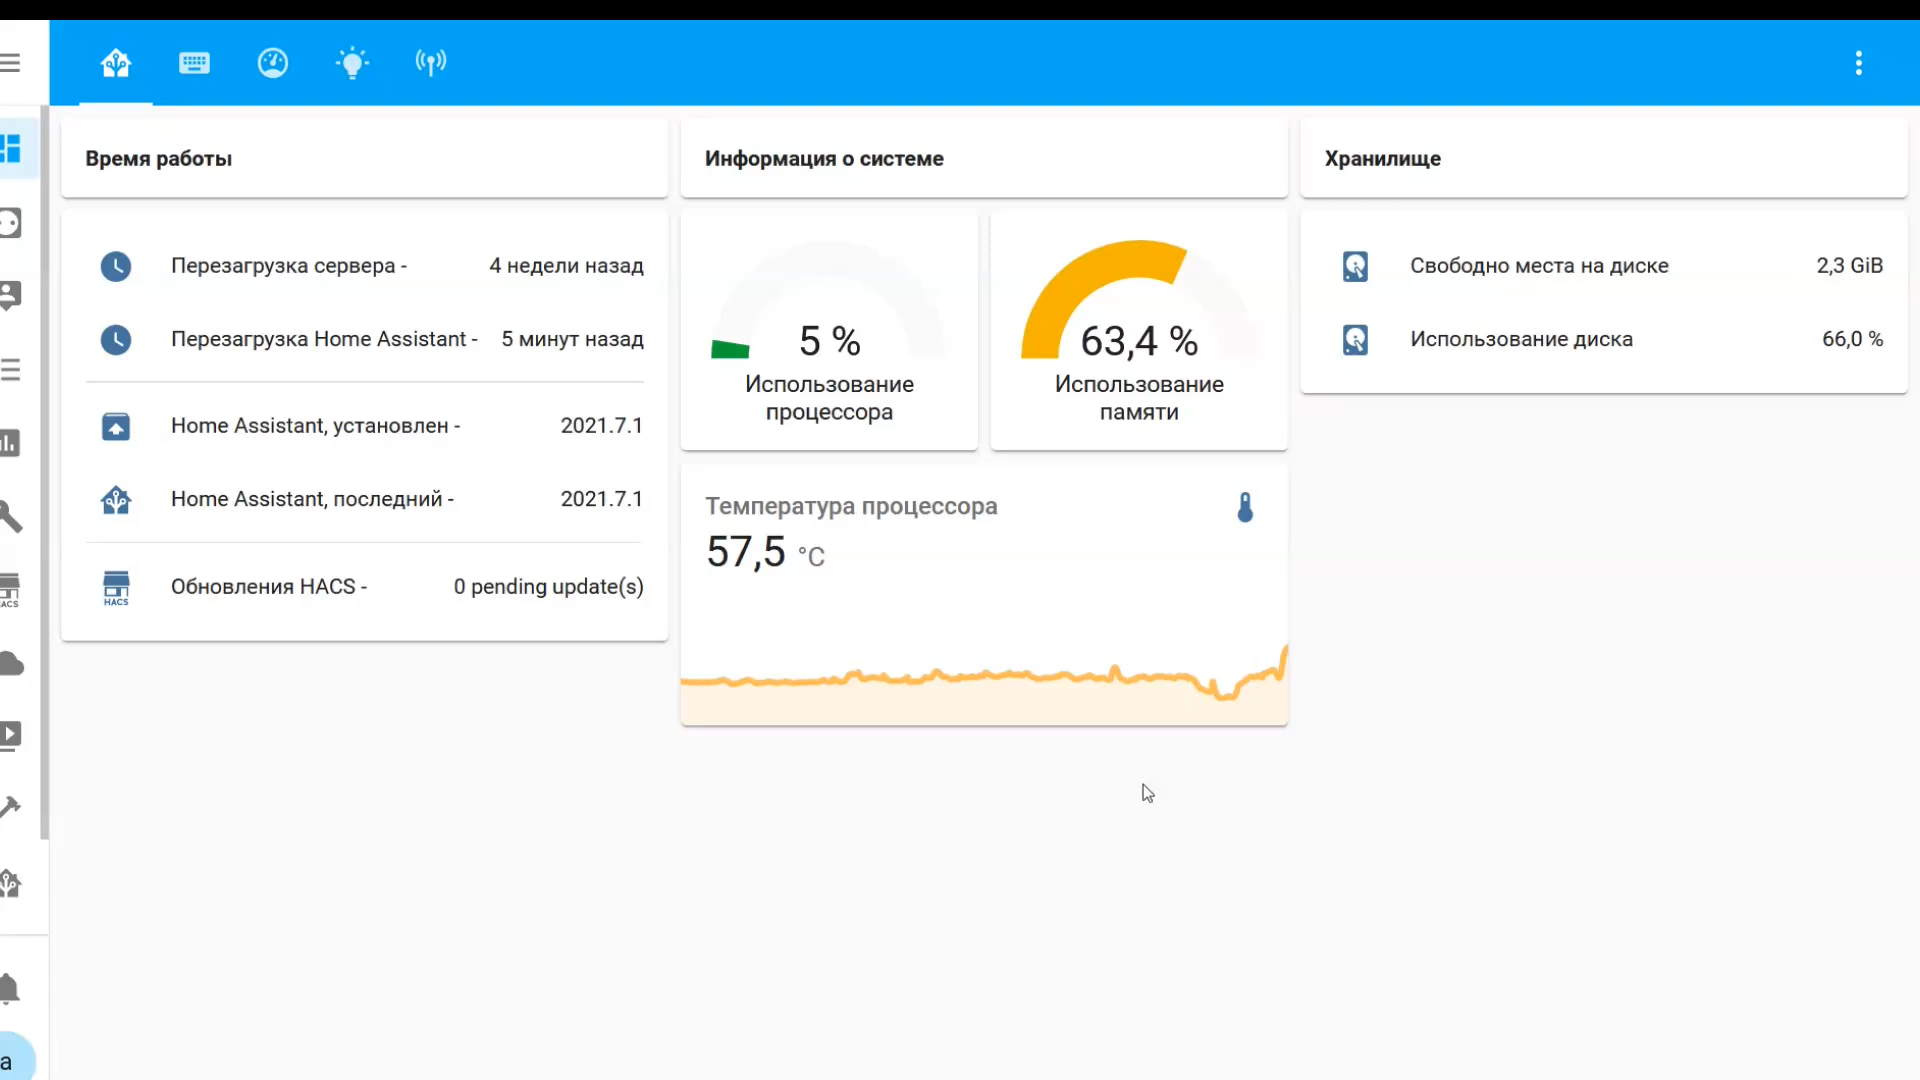 Время работы
Перезагрузка сервера - 4 недели назад
Перезагрузка Home Assistant - 5 минут назад
Home Assistant, установлен - 2021.7.1
Home Assistant, последний - 2021.7.1
HACS
Обновления HACS - 0 pending update(s)
Информация о системе
5 %
Использование
процессора
63,4 %
Использование
памяти
Температура процессора
57,5 °C
Хранилище
Свободно места на диске 2,3 GiB
Использование диска 66,0 %
a